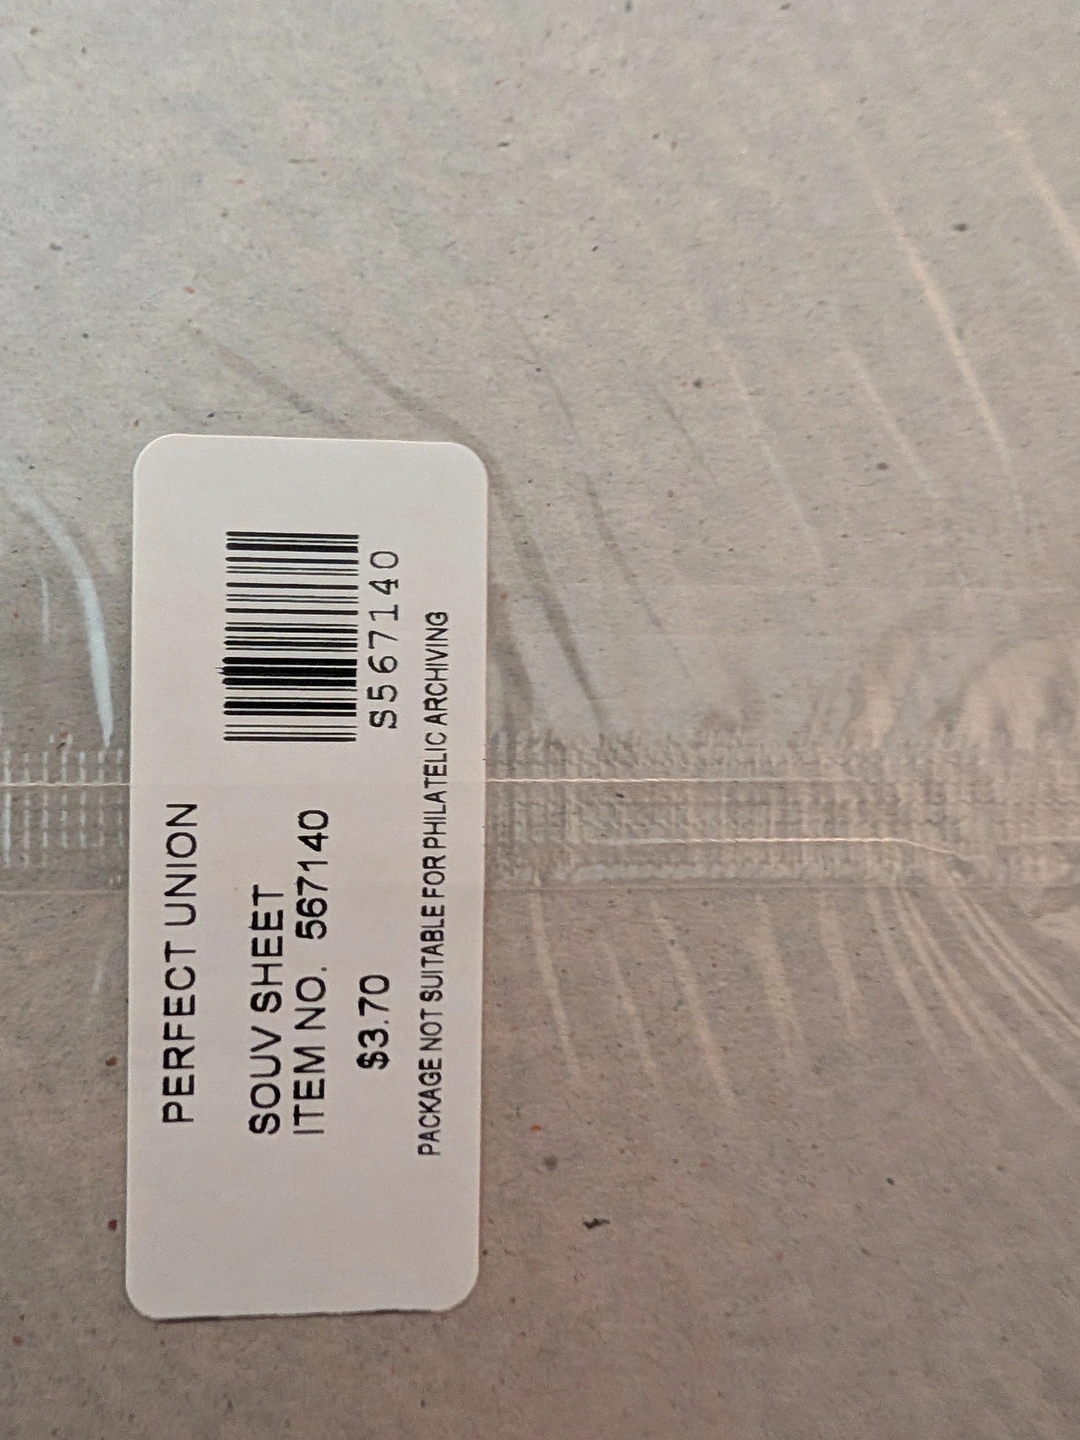 PERFECT UNION
SOUV SHEET
ITEM NO. 567140
$3.70
S567140
PACKAGE NOT SUITABLE FOR PHILATELIC ARCHIVING